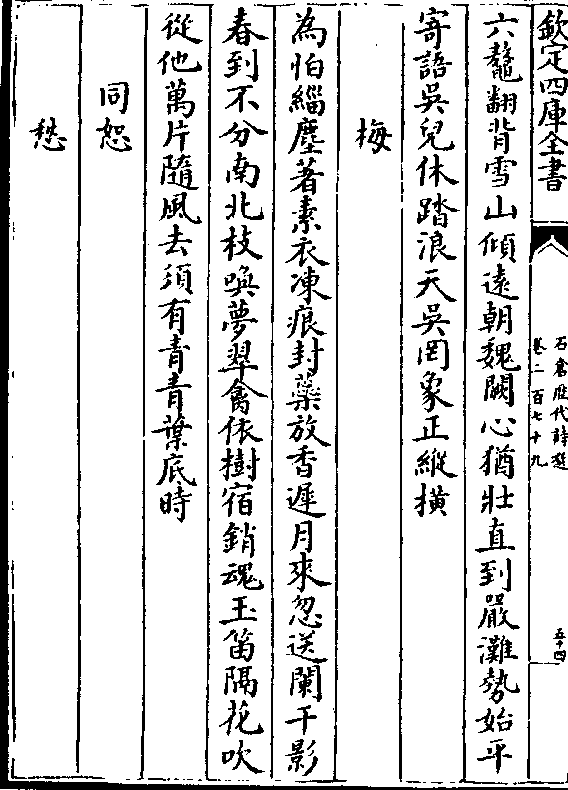 欽定四庫全書
石倉歷代詩選
卷二百七十九
五十四
六鼇翻背雪山傾遠朝魏闕心猶壯直到嚴灘勢始平
寄語吳兒休踏浪天吳罔象正縱橫
梅
為怕緇塵著素衣凍痕封蘂放香遲月來忽送闌干影
春到不分南北枝喚夢翠禽依樹宿銷魂玉笛隔花吹
從他萬片隨風去須有青青葉底時
同恕
愁